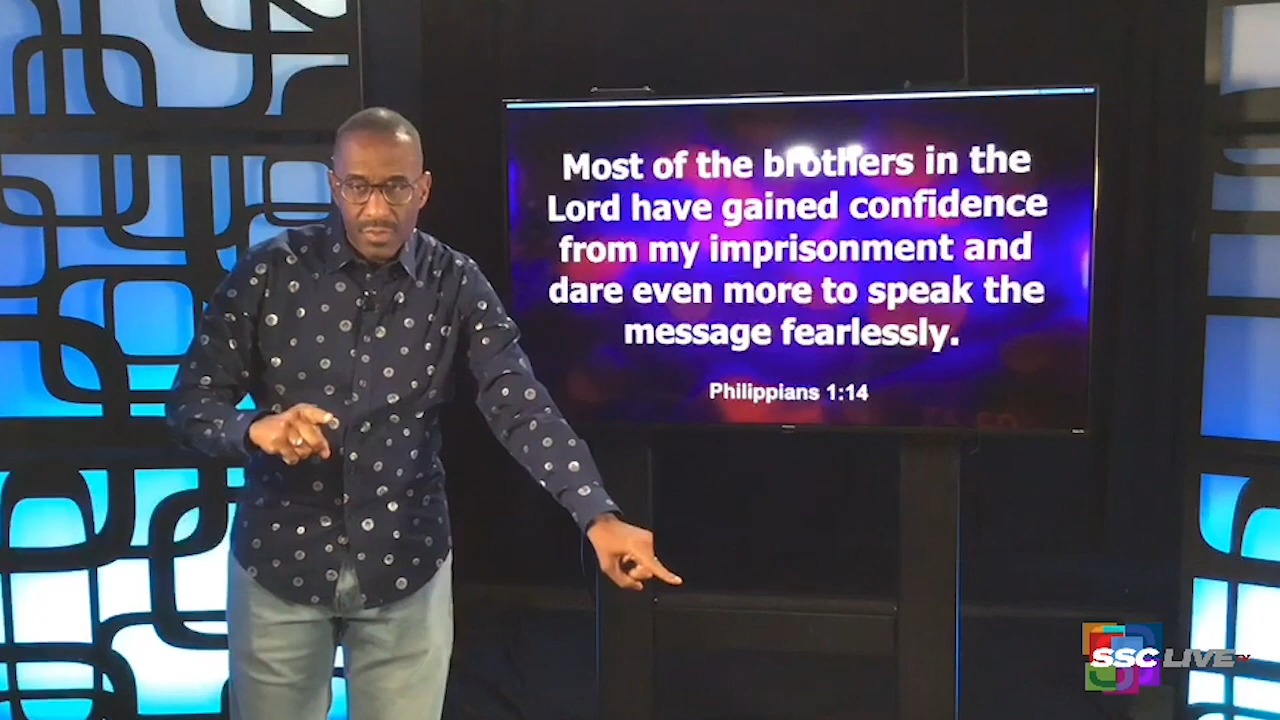 Most of the brothers in the
Lord have gained confidence
from my imprisonment and
dare even more to speak the
message fearlessly.
Philippians 1:14
SSC LIVE TV